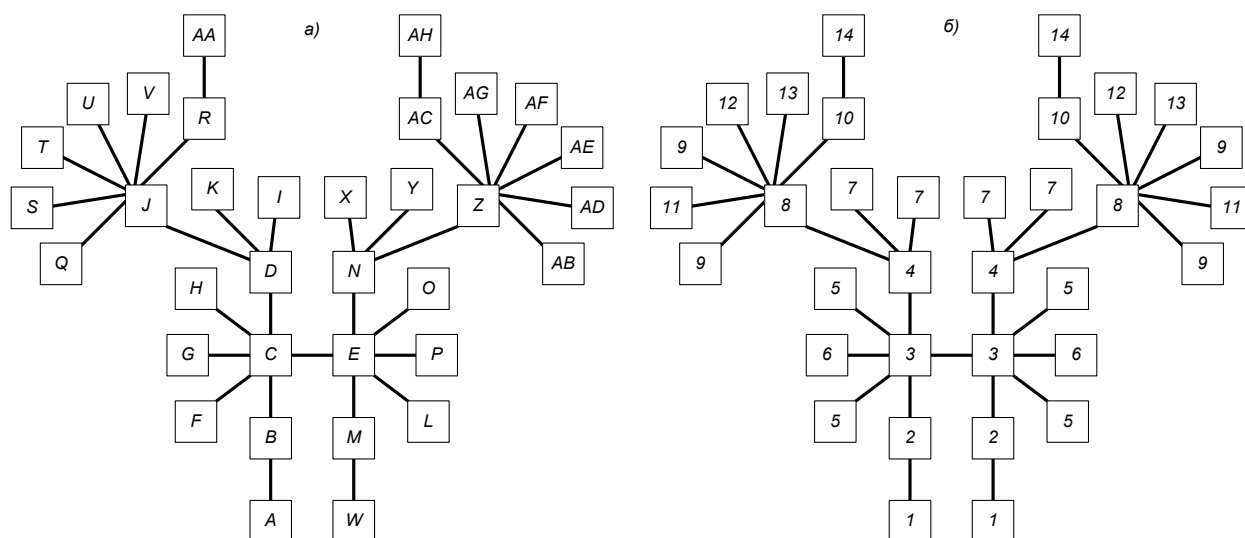 AA а) AH б) 14 14
U V AG AF 12 13 12 13
T R AC AE 9 10 10 9
S J K I X Y Z AD 11 8 7 7 7 7 8 11
Q D N AB 9 4 4 9
H O 5 5
G C E P 6 3 3 6
F L 5 5
B M 2 2
A W 1 1